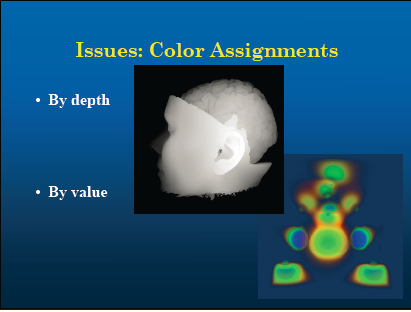 Issues: Color Assignments
• By depth
• By value